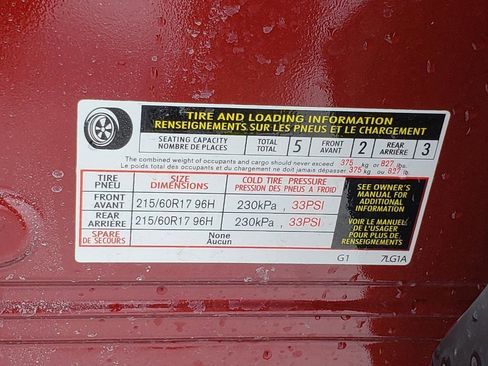 TIRE AND LOADING INFORMATION
RENSEIGNEMENTS SUR LES PNEUS ET LE CHARGEMENT
SEATING CAPACITY TOTAL 5 FRONT 2 REAR 3
NOMBRE DE PLACES TOTAL AVANT ARRIÈRE
The combined weight of occupants and cargo should never exceed 375 kg or 827 lbs.
Le poids total des occupants et du chargement ne doit jamais dépasser 375 kg ou 827 lb.
TIRE SIZE COLD TIRE PRESSURE
PNEU DIMENSIONS PRESSION DES PNEUS A FROID
FRONT AVANT 215/60R17 96H 230kPa , 33PSI
REAR ARRIÈRE 215/60R17 96H 230kPa , 33PSI
SPARE None
DE SECOURS Aucun
SEE OWNER'S
MANUAL FOR
ADDITIONAL
INFORMATION
VOIR LE MANUEL
DE L'USAGER
POUR PLUS DE
RENSEIGNEMENTS
G1 7LG1A